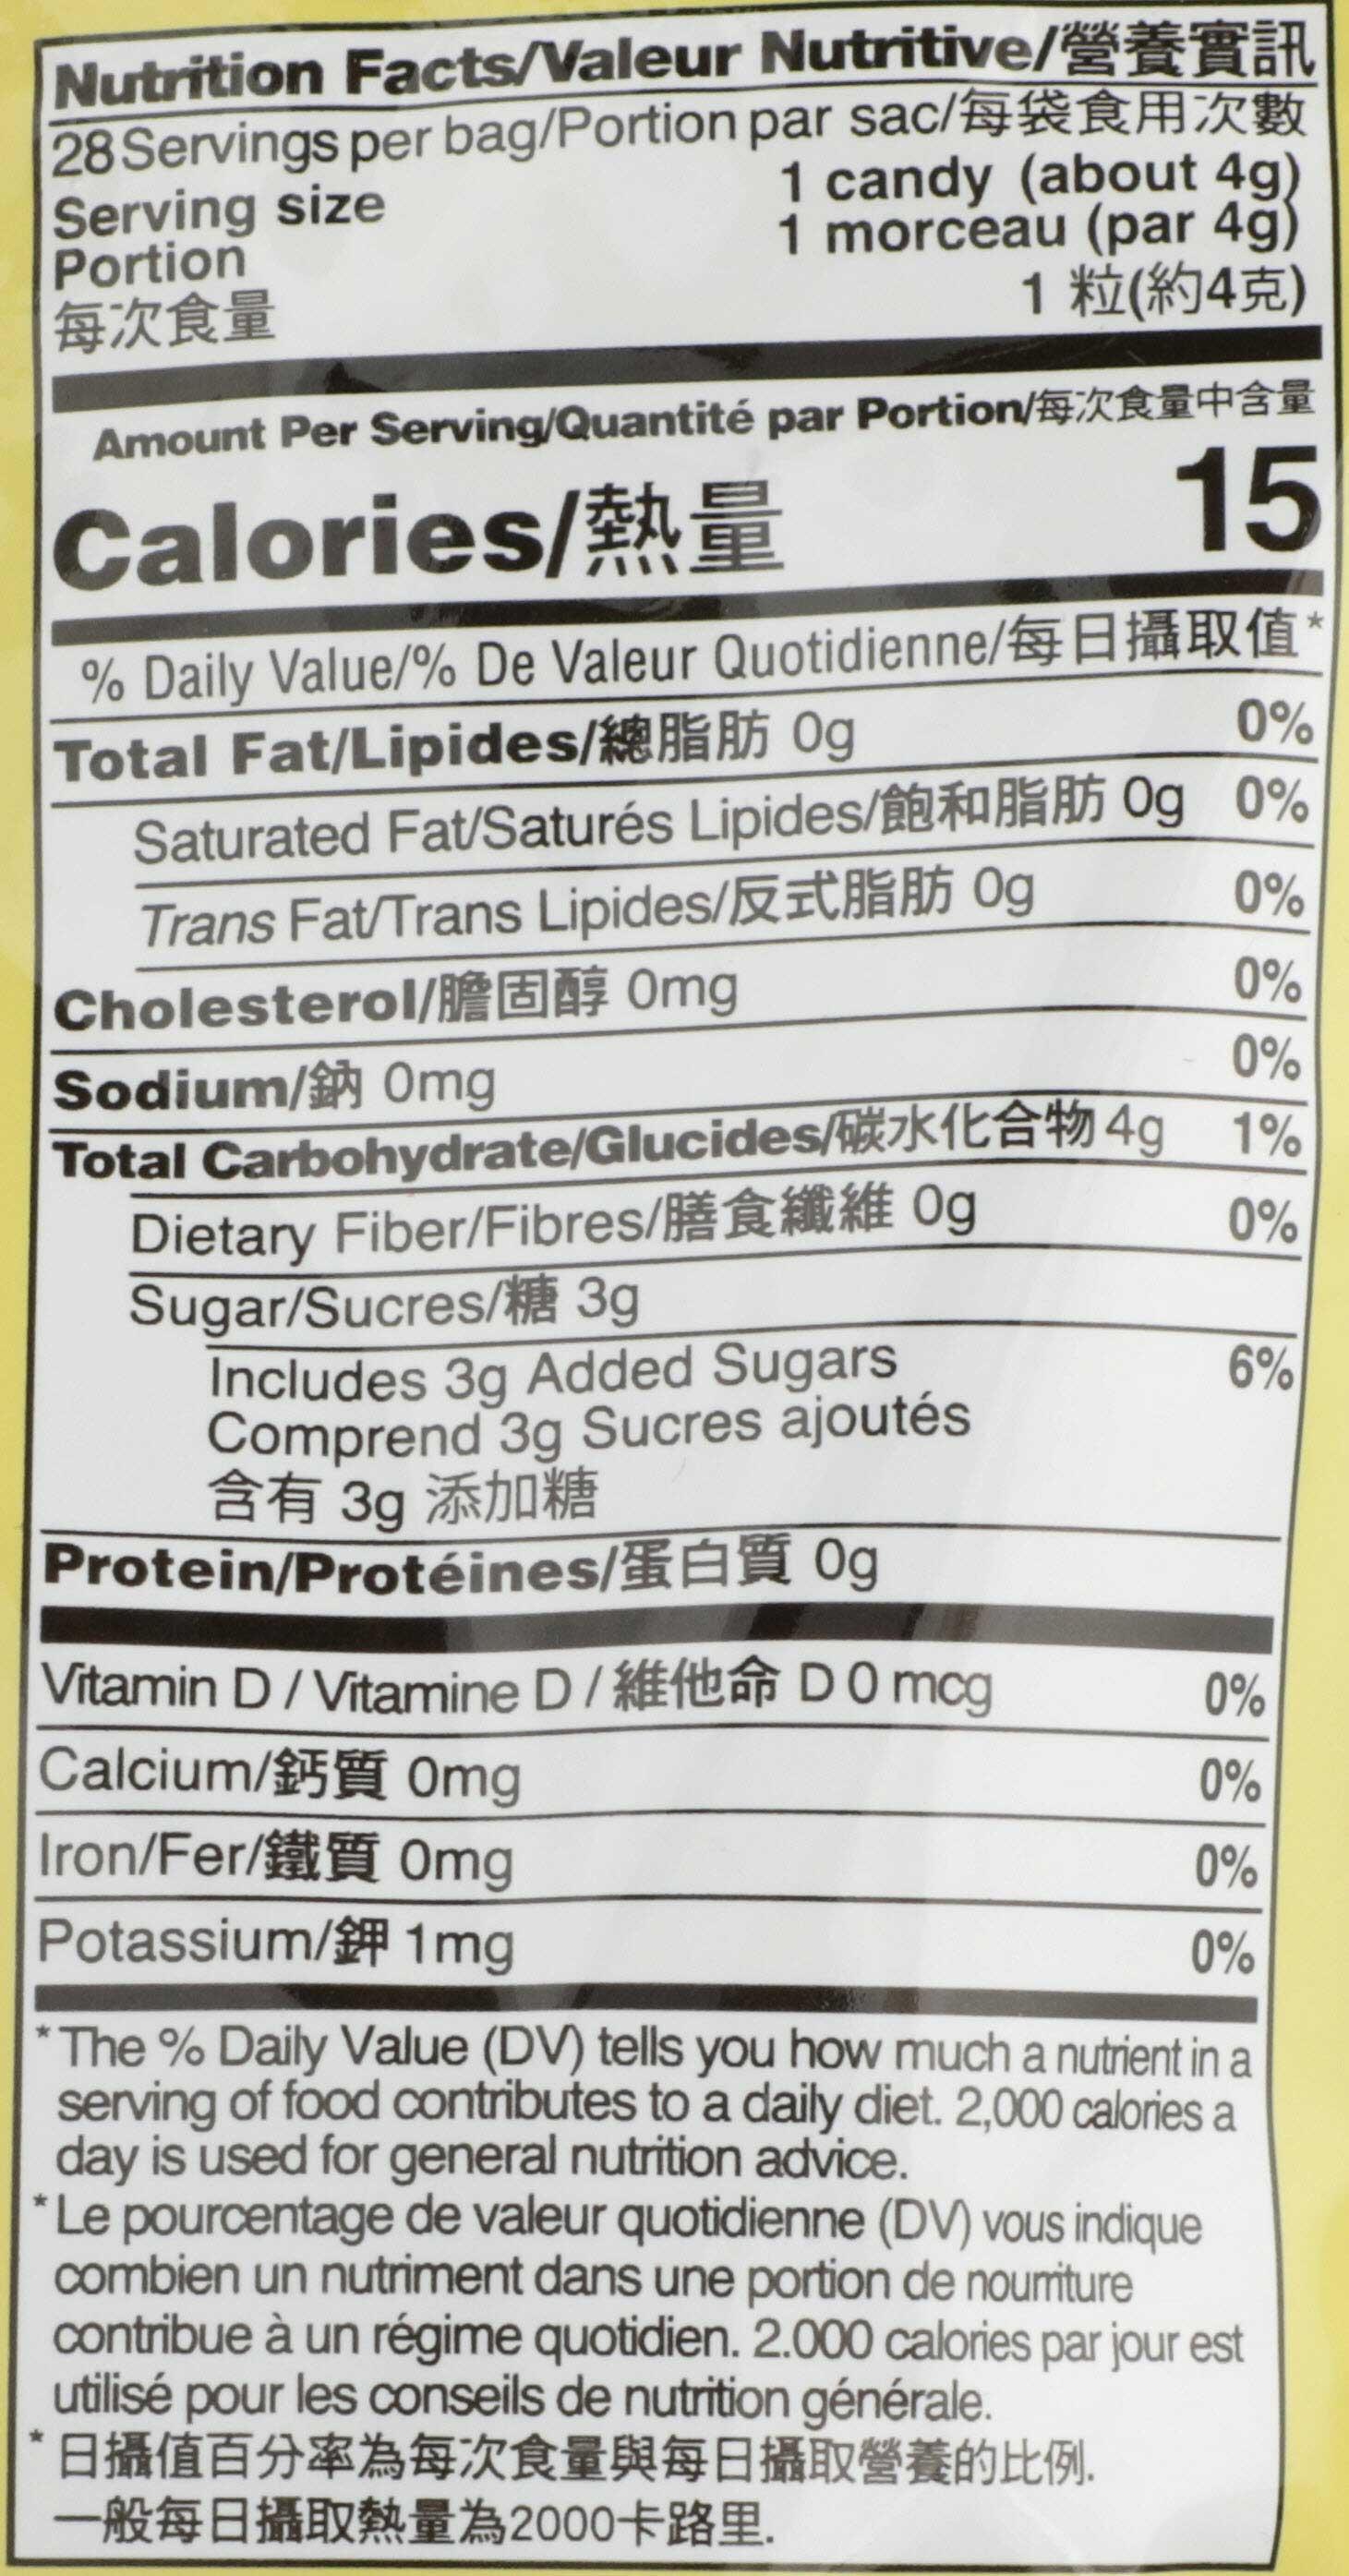 Nutrition Facts/Valeur Nutritive/營養實訊
28 Servings per bag/Portion par sac/每袋食用次數
Serving size 1 candy (about 4g)
Portion 1 morceau (par 4g)
每次食量 1 粒(約4克)
Amount Per Serving/Quantité par Portion/每次食量中含量
Calories/熱量 15
% Daily Value/% De Valeur Quotidienne/每日攝取值*
Total Fat/Lipides/總脂肪 0g 0%
Saturated Fat/Saturés Lipides/飽和脂肪 0g 0%
Trans Fat/Trans Lipides/反式脂肪 0g 0%
Cholesterol/膽固醇 0mg 0%
Sodium/鈉 0mg 0%
Total Carbohydrate/Glucides/碳水化合物 4g 1%
Dietary Fiber/Fibres/膳食纖維 0g 0%
Sugar/Sucres/糖 3g
Includes 3g Added Sugars 6%
Comprend 3g Sucres ajoutés
含有 3g 添加糖
Protein/Protéines/蛋白質 0g
Vitamin D / Vitamine D / 維他命 D 0 mcg 0%
Calcium/鈣質 0mg 0%
Iron/Fer/鐵質 0mg 0%
Potassium/鉀 1mg 0%
* The % Daily Value (DV) tells you how much a nutrient in a
serving of food contributes to a daily diet. 2,000 calories a
day is used for general nutrition advice.
* Le pourcentage de valeur quotidienne (DV) vous indique
combien un nutriment dans une portion de nourriture
contribue à un régime quotidien. 2.000 calories par jour est
utilisé pour les conseils de nutrition générale.
* 日攝值百分率為每次食量與每日攝取營養的比例.
一般每日攝取熱量為2000卡路里.